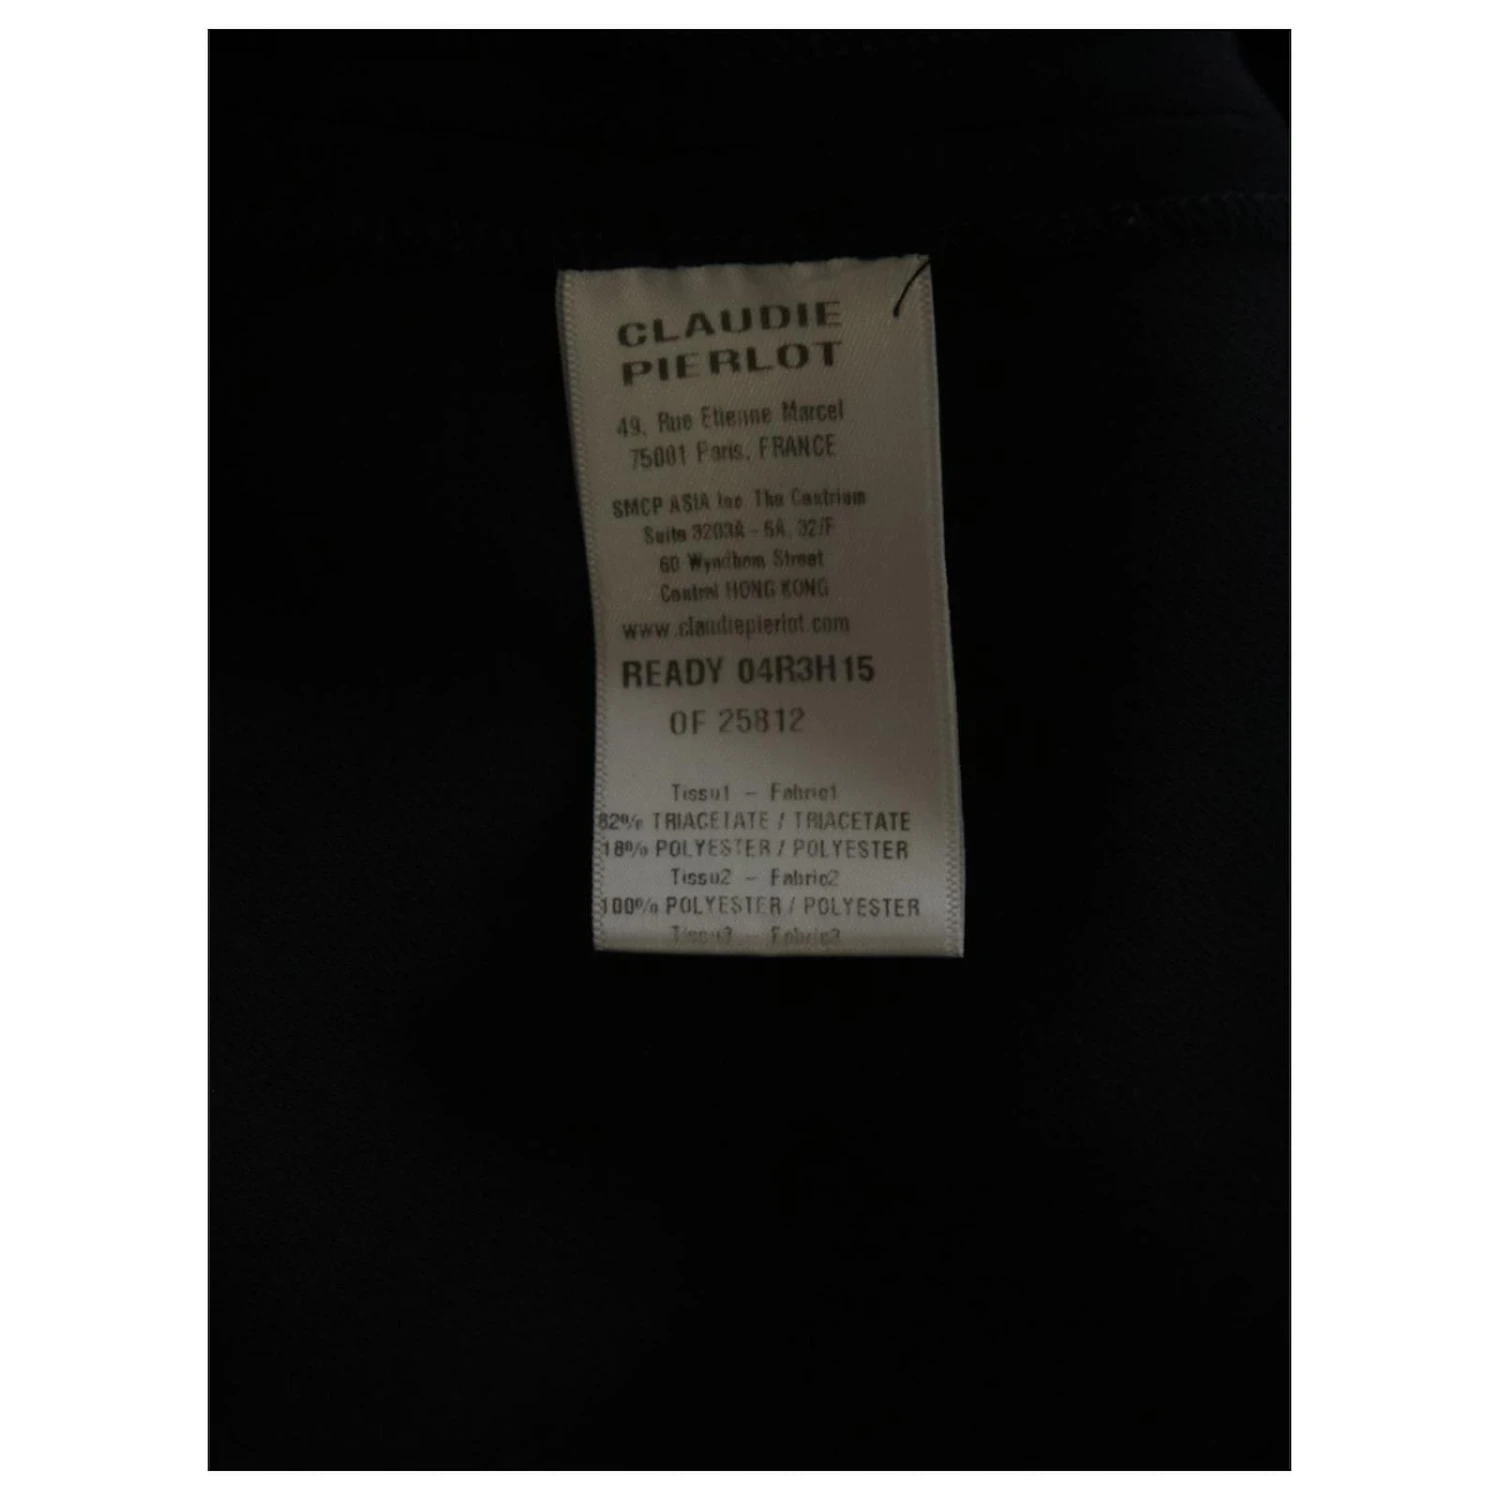 CLAUDIE
PIERLOT
49, Rue Etienne Marcel
75001 Paris, FRANCE
SMCP ASIA The
Suite 3203A - 5A, 32/F
60 Wyndham Street
Central HONG KONG
www.claudiepierlot.com
READY 04R3H15
OF 25812
Tissu1 - Fabric1
82% TRIACETATE / TRIACETATE
18% POLYESTER / POLYESTER
Tissu2 - Fabric2
100% POLYESTER / POLYESTER
Tissu3 - Fabric3